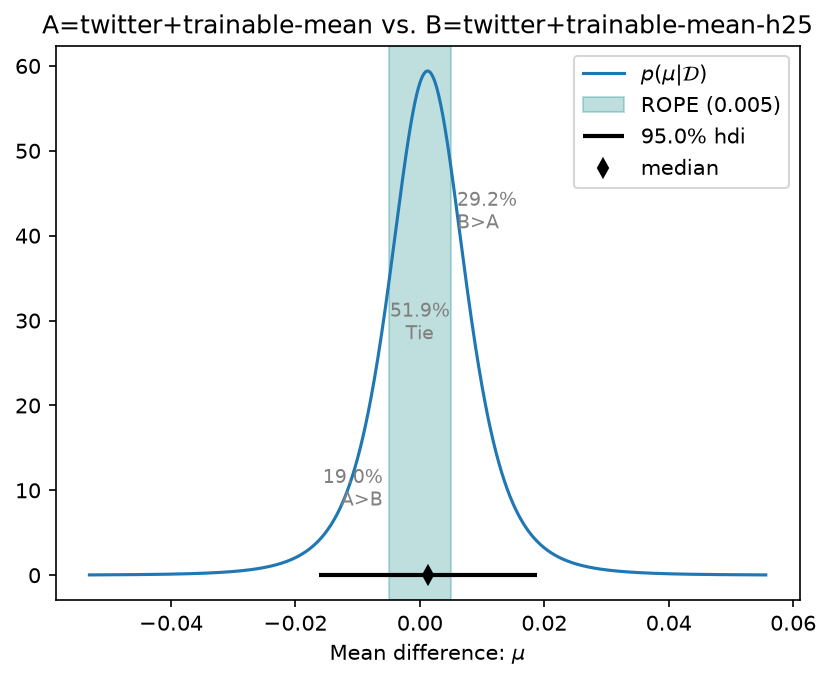 A=twitter+trainable-mean vs. B=twitter+trainable-mean-h25
p(μ|𝒟)
ROPE (0.005)
95.0% hdi
median
60
50
40
30
20
10
0
29.2%
B>A
51.9%
Tie
19.0%
A>B
−0.04
−0.02
0.00
0.02
0.04
0.06
Mean difference: μ